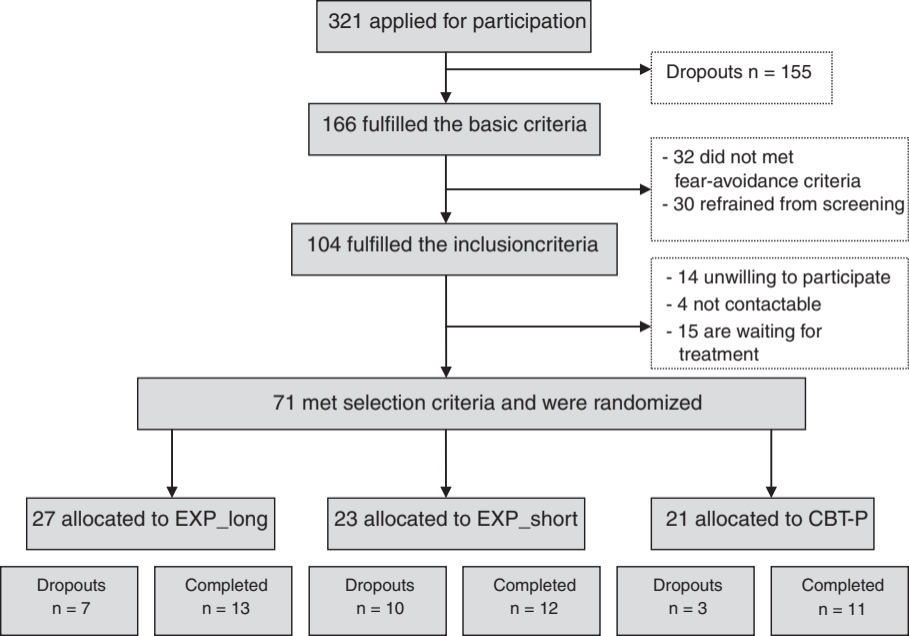 321 applied for participation
Dropouts n = 155
166 fulfilled the basic criteria
- 32 did not met
fear-avoidance criteria
- 30 refrained from screening
104 fulfilled the inclusioncriteria
- 14 unwilling to participate
- 4 not contactable
- 15 are waiting for
treatment
71 met selection criteria and were randomized
27 allocated to EXP_long
23 allocated to EXP_short
21 allocated to CBT-P
Dropouts
n = 7
Completed
n = 13
Dropouts
n = 10
Completed
n = 12
Dropouts
n = 3
Completed
n = 11